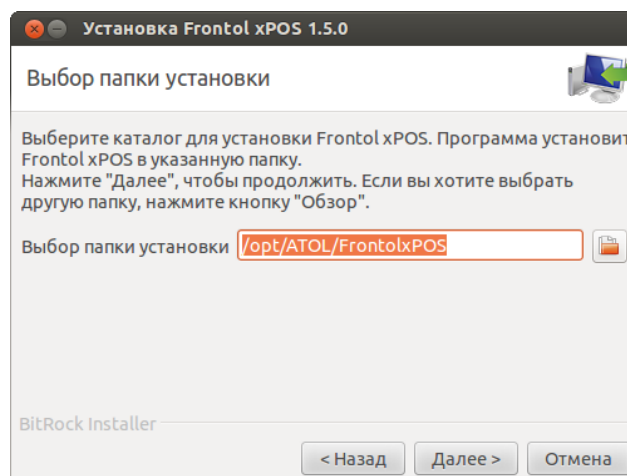 Установка Frontol xPOS 1.5.0
Выбор папки установки
Выберите каталог для установки Frontol xPOS. Программа установит
Frontol xPOS в указанную папку.
Нажмите "Далее", чтобы продолжить. Если вы хотите выбрать
другую папку, нажмите кнопку "Обзор".
Выбор папки установки /opt/ATOL/FrontolxPOS
BitRock Installer
< Назад Далее > Отмена